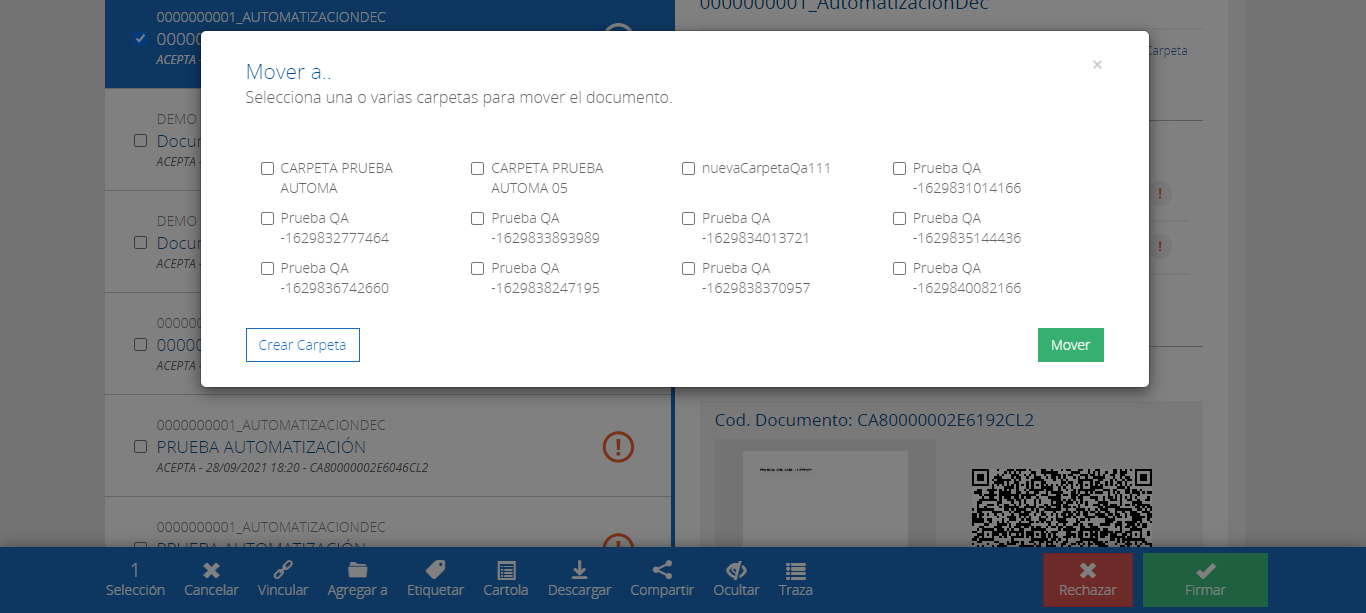 0000000001_AUTOMATIZACIONDEC
0000
ACEPTA -
DEMO
Docur
ACEPTA -
DEMO
Docur
ACEPTA -
00000
0000
ACEPTA -
0000000001_AUTOMATIZACIONDEC
PRUEBA AUTOMATIZACIÓN
ACEPTA - 28/09/2021 18:20 - CA80000002E6046CL2
0000000001_AUTOMATIZACIONDEC
PRUEBA AUTOMATIZACIÓN
0000000001_AutomatizacionDec
Carpeta
Mover a..
×
Selecciona una o varias carpetas para mover el documento.
CARPETA PRUEBA AUTOMA
CARPETA PRUEBA AUTOMA 05
nuevaCarpetaQa111
Prueba QA -1629831014166
Prueba QA -1629832777464
Prueba QA -1629833893989
Prueba QA -1629834013721
Prueba QA -1629835144436
Prueba QA -1629836742660
Prueba QA -1629838247195
Prueba QA -1629838370957
Prueba QA -1629840082166
Crear Carpeta
Mover
Cod. Documento: CA80000002E6192CL2
1
Selección
Cancelar
Vincular
Agregar a
Etiquetar
Cartola
Descargar
Compartir
Ocultar
Traza
Rechazar
Firmar